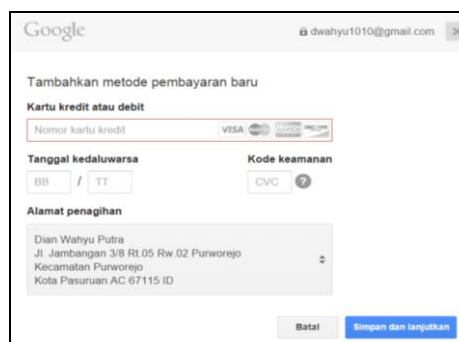 Google dwahyu1010@gmail.com
Tambahkan metode pembayaran baru
Kartu kredit atau debit
Nomor kartu kredit VISA
Tanggal kedaluwarsa Kode keamanan
BB / TT CVC ?
Alamat penagihan
Dian Wahyu Putra
Jl. Jambangan 3/8 Rt.05 Rw.02 Purworejo
Kecamatan Purworejo
Kota Pasuruan AC 67115 ID
Batal Simpan dan lanjutkan